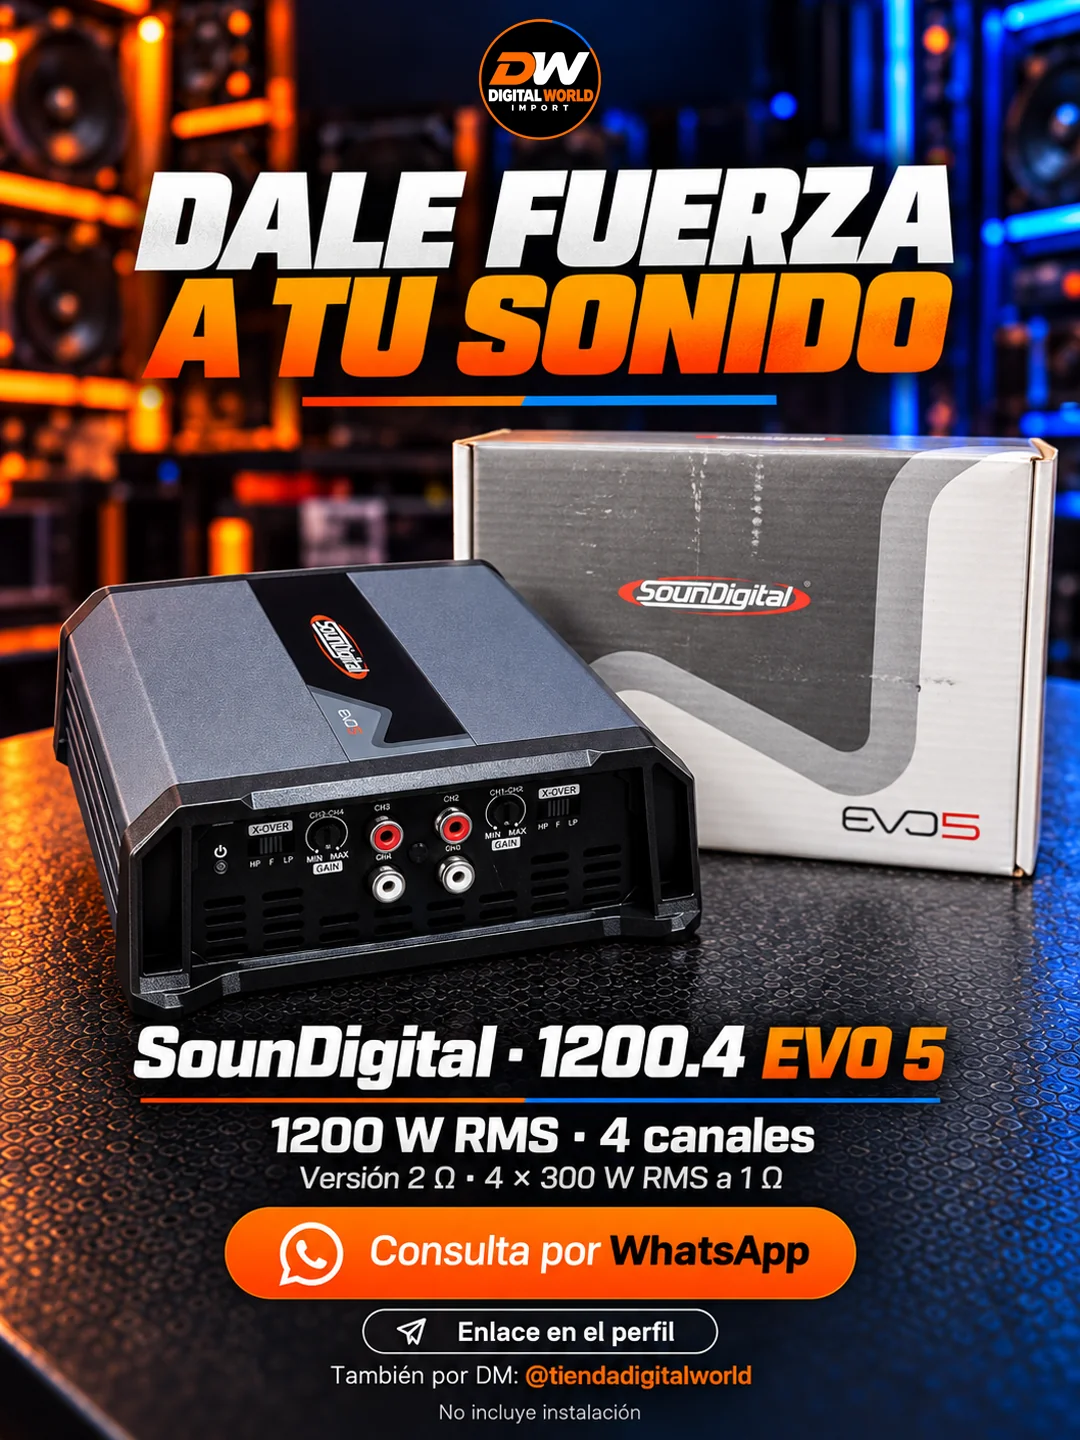 DW
DIGITAL WORLD
IMPORT
DALE FUERZA
A TU SONIDO
SounDigital
EVO5
SounDigital
EVO5
X-OVER
HP F LP
CH3-CH4
MIN MAX
GAIN
CH3
CH4
CH2
CH1-CH2
MIN MAX
GAIN
X-OVER
HP F LP
SounDigital · 1200.4 EVO 5
1200 W RMS · 4 canales
Versión 2 Ω · 4 × 300 W RMS a 1 Ω
Consulta por WhatsApp
Enlace en el perfil
También por DM: @tiendadigitalworld
No incluye instalación